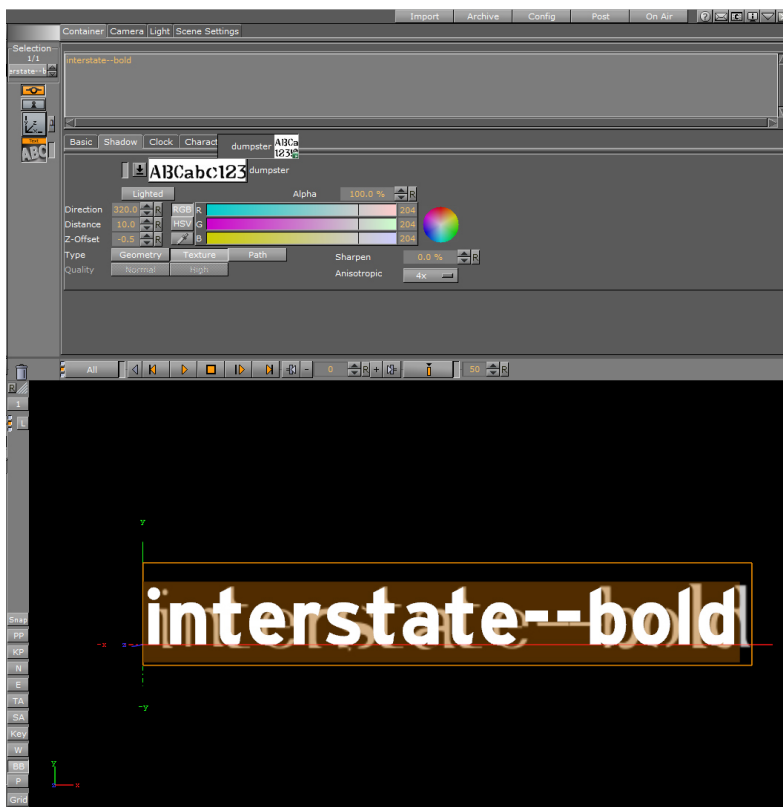 Import Archive Config Post On Air
Container Camera Light Scene Settings
Selection
1/1
erstate--b
interstate--bold
Text
ABC
Basic Shadow Clock Charact
dumpster ABCa
123!
ABCabc123 dumpster
Lighted Alpha 100.0 % R
Direction 320.0 R RGB R 204
Distance 10.0 R HSV G 204
Z-Offset -0.5 R B 204
Type Geometry Texture Path Sharpen 0.0 % R
Quality Normal High Anisotropic 4x
All - 0 R + 50 R
R
1
L
y
interstate--bold
-x z
-y
Snap
PP
KP
N
E
TA
SA
Key
W
BB
P
y
x
Grid